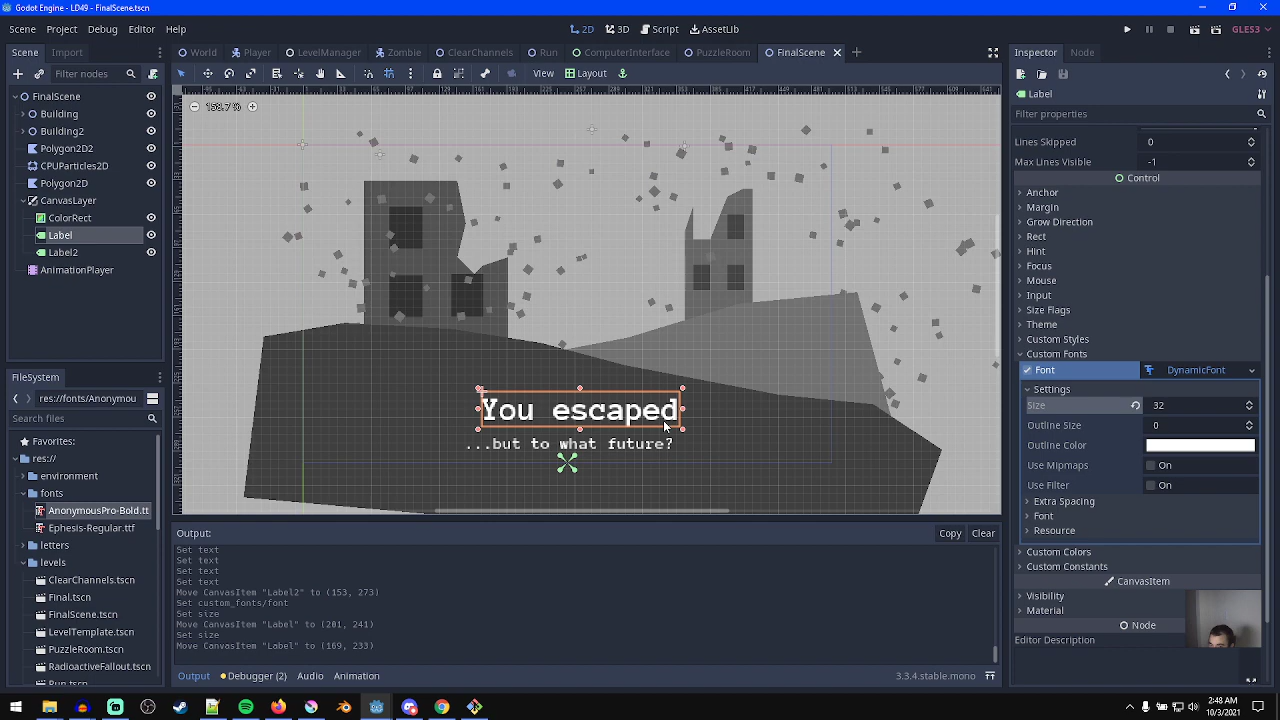 Godot Engine - LD49 - FinalScene.tscn
Scene Project Debug Editor Help
2D 3D Script AssetLib
GLES3
Scene Import
World Player LevelManager Zombie ClearChannels Run ComputerInterface PuzzleRoom FinalScene
Inspector Node
Filter nodes
View Layout
158.7 %
FinalScene
Building
Building2
Polygon2D2
CPUParticles2D
Polygon2D
CanvasLayer
ColorRect
Label
Label2
AnimationPlayer
You escaped
...but to what future?
FileSystem
res://fonts/Anonymou
Search files
Favorites:
res://
environment
fonts
AnonymousPro-Bold.tt
Ephesis-Regular.ttf
letters
levels
ClearChannels.tscn
Final.tscn
FinalScene.tscn
LevelTemplate.tscn
PuzzleRoom.tscn
RadioactiveFallout.tscn
Run.tscn
Output:
Copy Clear
Set text
Set text
Set text
Set text
Move CanvasItem "Label2" to (153, 273)
Set custom_fonts/font
Set size
Move CanvasItem "Label" to (201, 241)
Set size
Move CanvasItem "Label" to (169, 233)
Output Debugger (2) Audio Animation
3.3.4.stable.mono
Label
Filter properties
Lines Skipped 0
Max Lines Visible -1
Control
Anchor
Margin
Grow Direction
Rect
Hint
Focus
Mouse
Input
Size Flags
Theme
Custom Styles
Custom Fonts
Font DynamicFont
Settings
Size 32
Outline Size 0
Outline Color
Use Mipmaps On
Use Filter On
Extra Spacing
Font
Resource
Custom Colors
Custom Constants
CanvasItem
Visibility
Material
Node
Editor Description
2:48 AM
10/3/2021